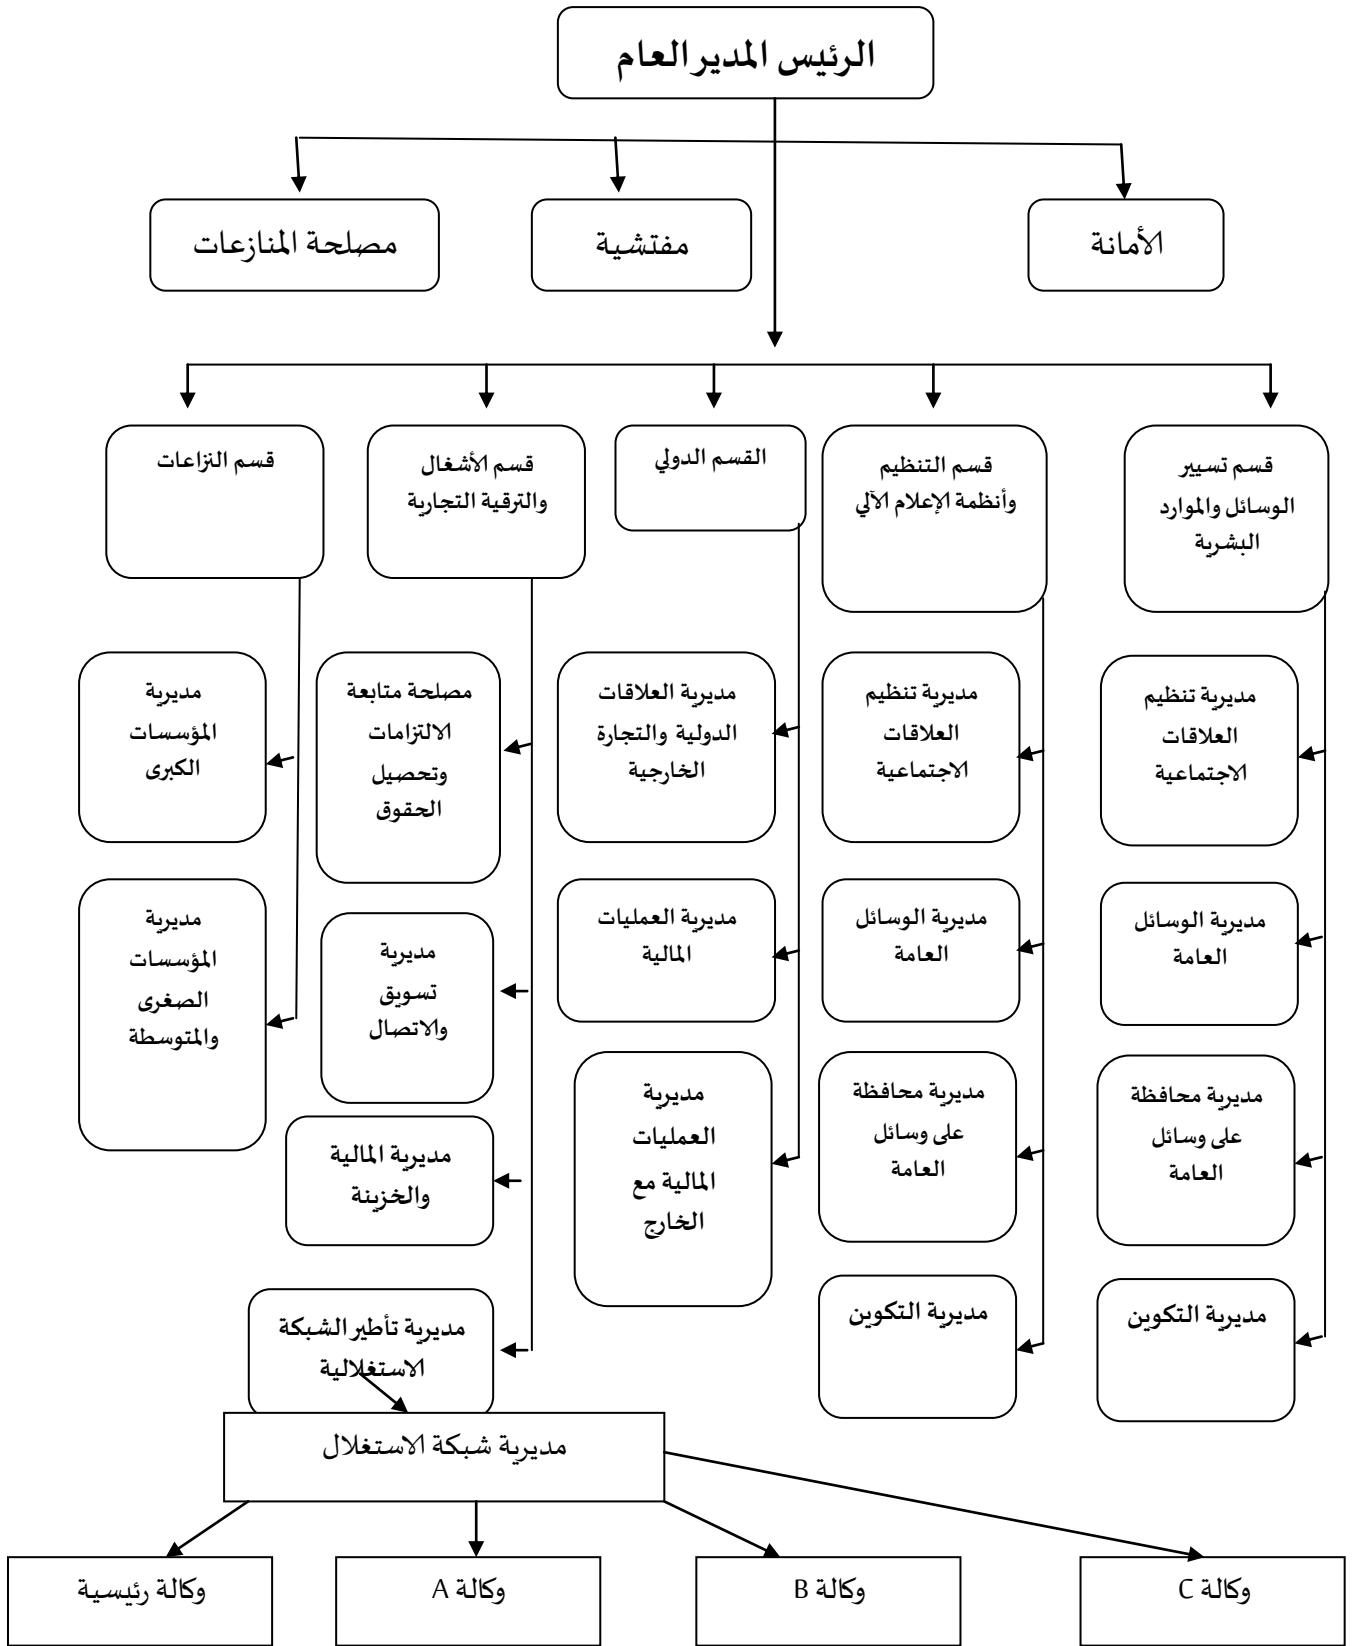 الرئيس المدير العام
الأمانة
مفتشية
مصلحة المنازعات
قسم تسيير
الوسائل والموارد
البشرية
قسم التنظيم
وأنظمة الإعلام الآلي
القسم الدولي
قسم الأشغال
والترقية التجارية
قسم النزاعات
مديرية تنظيم
العلاقات
الاجتماعية
مديرية تنظيم
العلاقات
الاجتماعية
مديرية العلاقات
الدولية والتجارة
الخارجية
مصلحة متابعة
الالتزامات
وتحصيل
الحقوق
مديرية
المؤسسات
الكبرى
مديرية الوسائل
العامة
مديرية الوسائل
العامة
مديرية العمليات
المالية
مديرية
تسويق
والاتصال
مديرية
المؤسسات
الصغرى
والمتوسطة
مديرية محافظة
على وسائل
العامة
مديرية محافظة
على وسائل
العامة
مديرية
العمليات
المالية مع
الخارج
مديرية المالية
والخزينة
مديرية التكوين
مديرية التكوين
مديرية تأطير الشبكة
الاستغلالية
مديرية شبكة الاستغلال
وكالة C
وكالة B
وكالة A
وكالة رئيسية